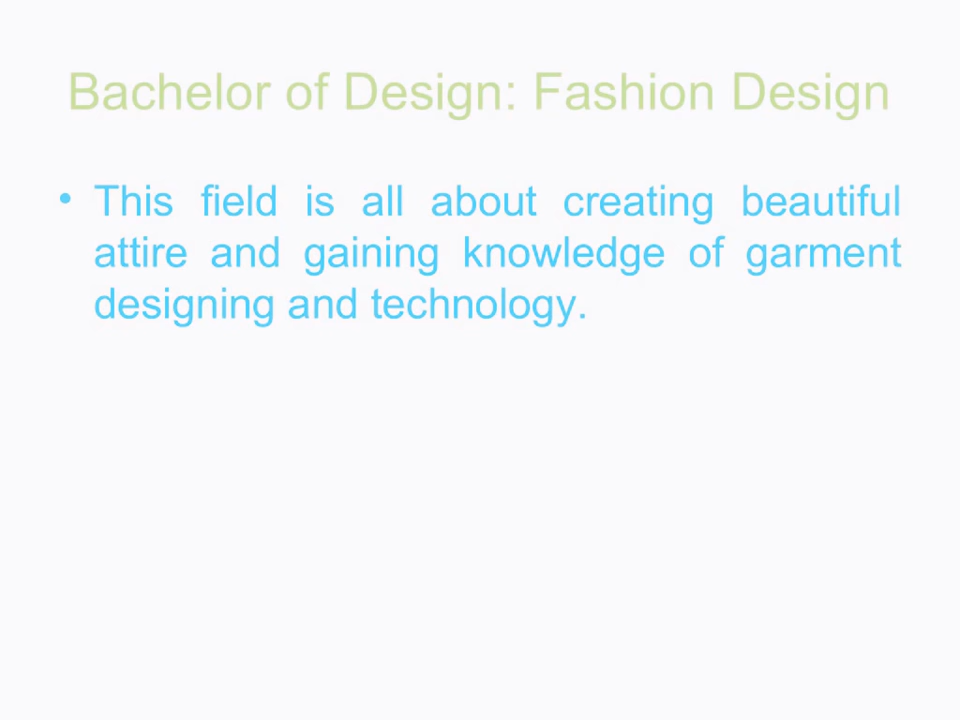 Bachelor of Design: Fashion Design
• This field is all about creating beautiful
attire and gaining knowledge of garment
designing and technology.